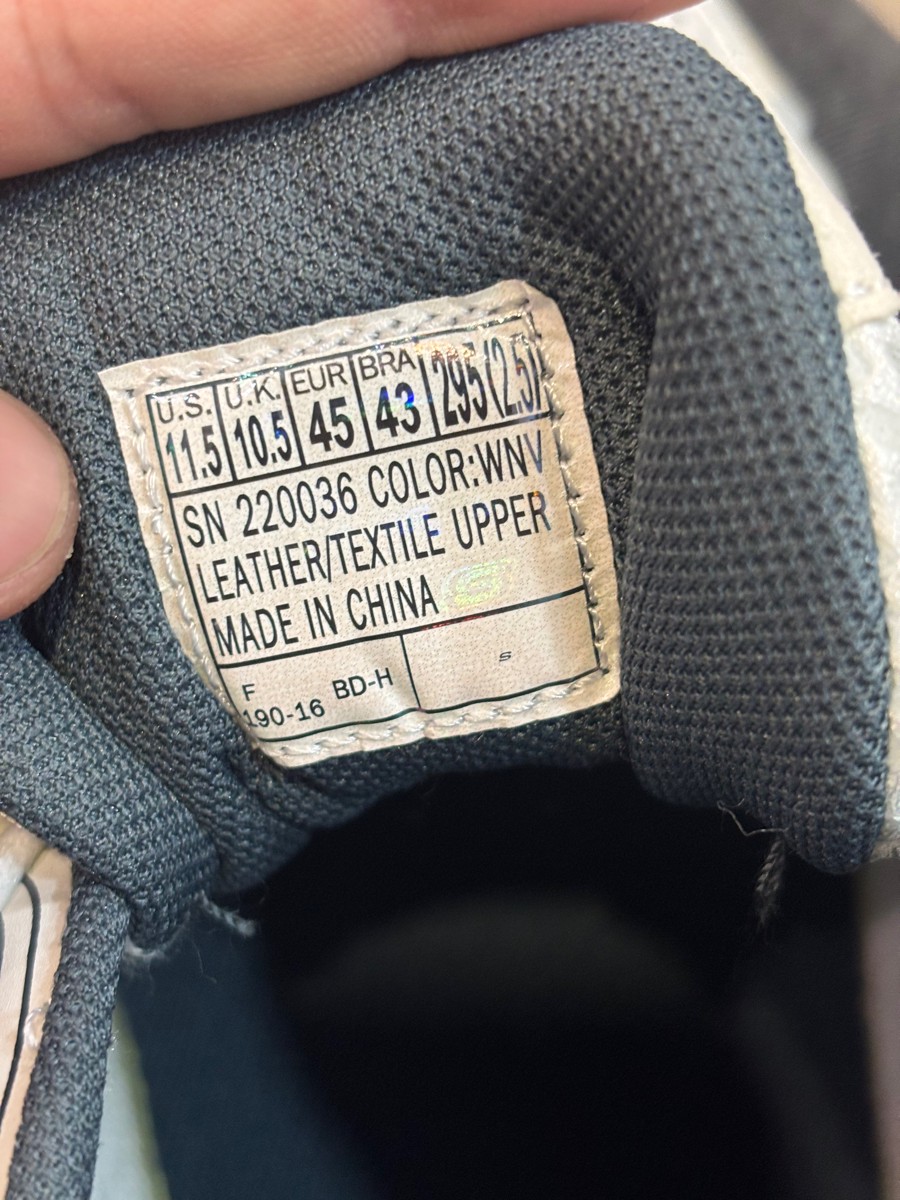 U.S. U.K. EUR BRA 295(2.5)
11.5 10.5 45 43
SN 220036 COLOR:WNV
LEATHER/TEXTILE UPPER
MADE IN CHINA
F BD-H S
190-16